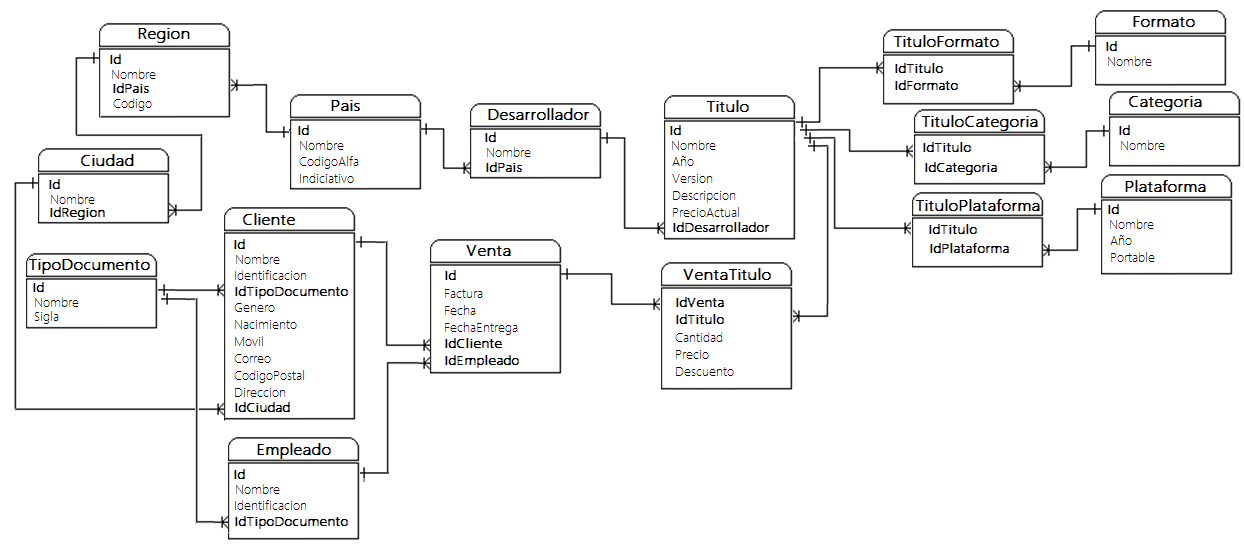 Region
Id
Nombre
IdPais
Codigo
Pais
Id
Nombre
CodigoAlfa
Indiciativo
Desarrollador
Id
Nombre
IdPais
Titulo
Id
Nombre
Año
Version
Descripcion
PrecioActual
IdDesarrollador
TituloFormato
IdTitulo
IdFormato
Formato
Id
Nombre
TituloCategoria
IdTitulo
IdCategoria
Categoria
Id
Nombre
TituloPlataforma
IdTitulo
IdPlataforma
Plataforma
Id
Nombre
Año
Portable
Ciudad
Id
Nombre
IdRegion
TipoDocumento
Id
Nombre
Sigla
Cliente
Id
Nombre
Identificacion
IdTipoDocumento
Genero
Nacimiento
Movil
Correo
CodigoPostal
Direccion
IdCiudad
Venta
Id
Factura
Fecha
FechaEntrega
IdCliente
IdEmpleado
VentaTitulo
IdVenta
IdTitulo
Cantidad
Precio
Descuento
Empleado
Id
Nombre
Identificacion
IdTipoDocumento